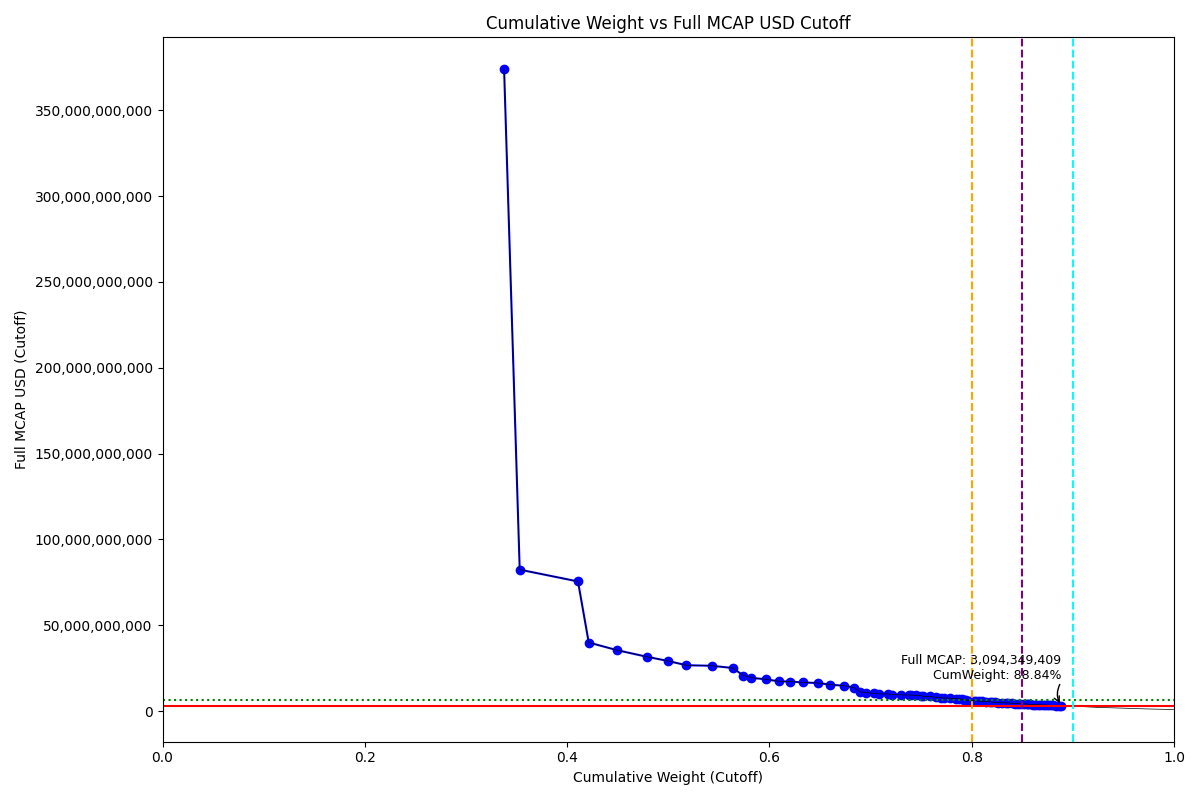 Cumulative Weight vs Full MCAP USD Cutoff
Full MCAP USD (Cutoff)
350,000,000,000
300,000,000,000
250,000,000,000
200,000,000,000
150,000,000,000
100,000,000,000
50,000,000,000
0
Full MCAP: 3,094,349,409
CumWeight: 88.84%
0.0
0.2
0.4
0.6
0.8
1.0
Cumulative Weight (Cutoff)